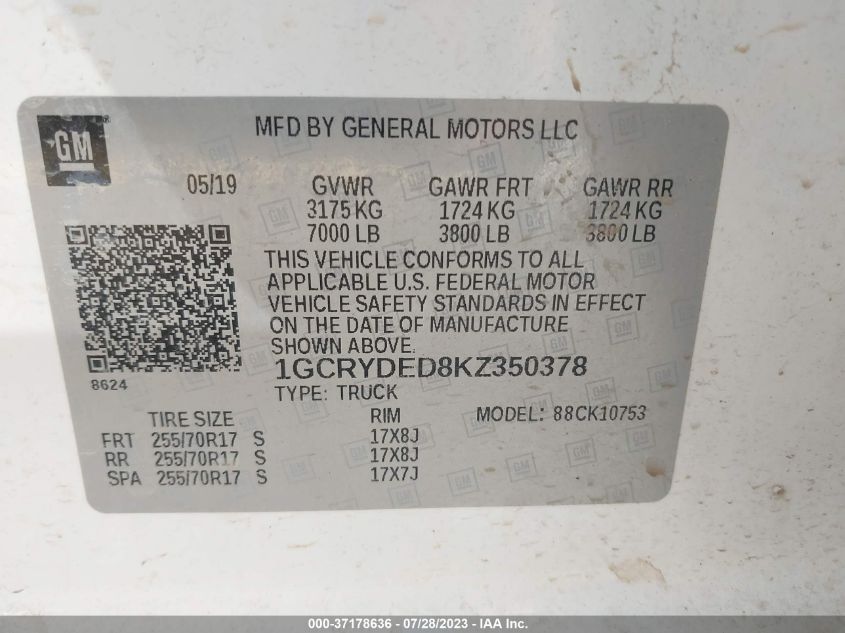 GM
MFD BY GENERAL MOTORS LLC
05/19 GVWR GAWR FRT GAWR RR
3175 KG 1724 KG 1724 KG
7000 LB 3800 LB 3800 LB
THIS VEHICLE CONFORMS TO ALL
APPLICABLE U.S. FEDERAL MOTOR
VEHICLE SAFETY STANDARDS IN EFFECT
ON THE DATE OF MANUFACTURE
SHOWN ABOVE.
1GCRYDED8KZ350378
8624
TYPE: TRUCK
TIRE SIZE RIM MODEL: 88CK10753
FRT 255/70R17 S 17X8J
RR 255/70R17 S 17X8J
SPA 255/70R17 S 17X7J
000-37178636 - 07/28/2023 - IAA Inc.